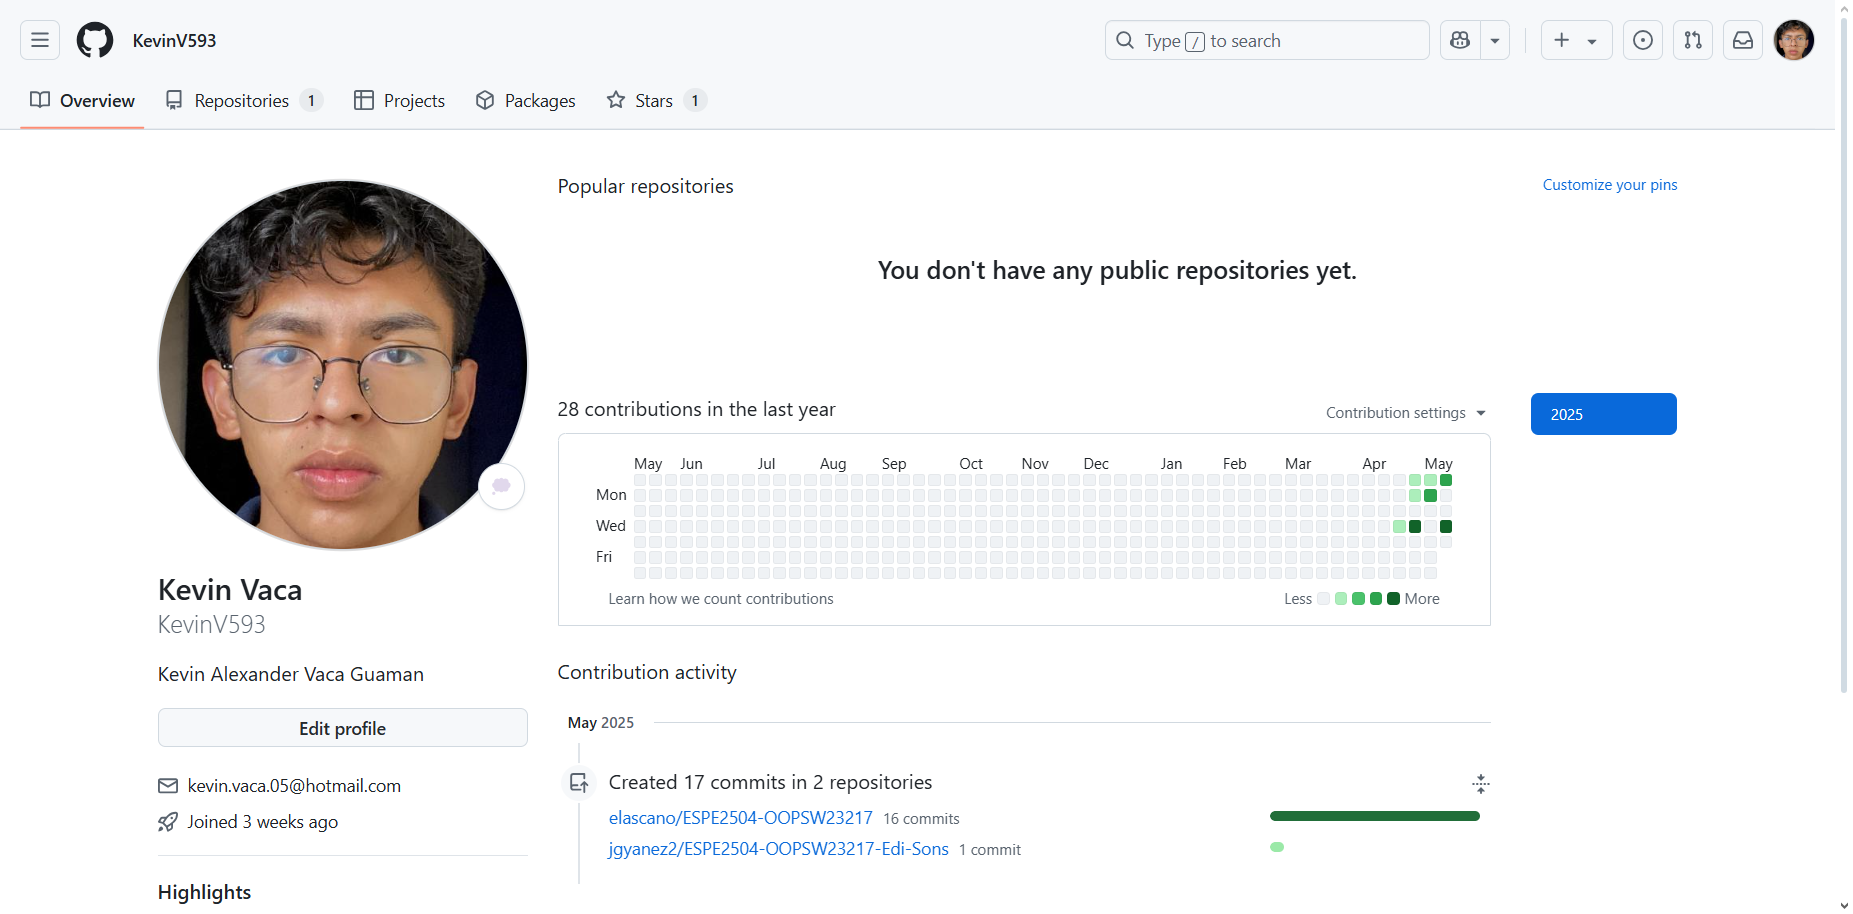 KevinV593
Type / to search
Overview
Repositories 1
Projects
Packages
Stars 1
Popular repositories
Customize your pins
You don't have any public repositories yet.
28 contributions in the last year
Contribution settings
2025
May Jun Jul Aug Sep Oct Nov Dec Jan Feb Mar Apr May
Mon
Wed
Fri
Learn how we count contributions
Less More
Kevin Vaca
KevinV593
Kevin Alexander Vaca Guaman
Edit profile
kevin.vaca.05@hotmail.com
Joined 3 weeks ago
Highlights
Contribution activity
May 2025
Created 17 commits in 2 repositories
elascano/ESPE2504-OOPSW23217 16 commits
jgyanez2/ESPE2504-OOPSW23217-Edi-Sons 1 commit